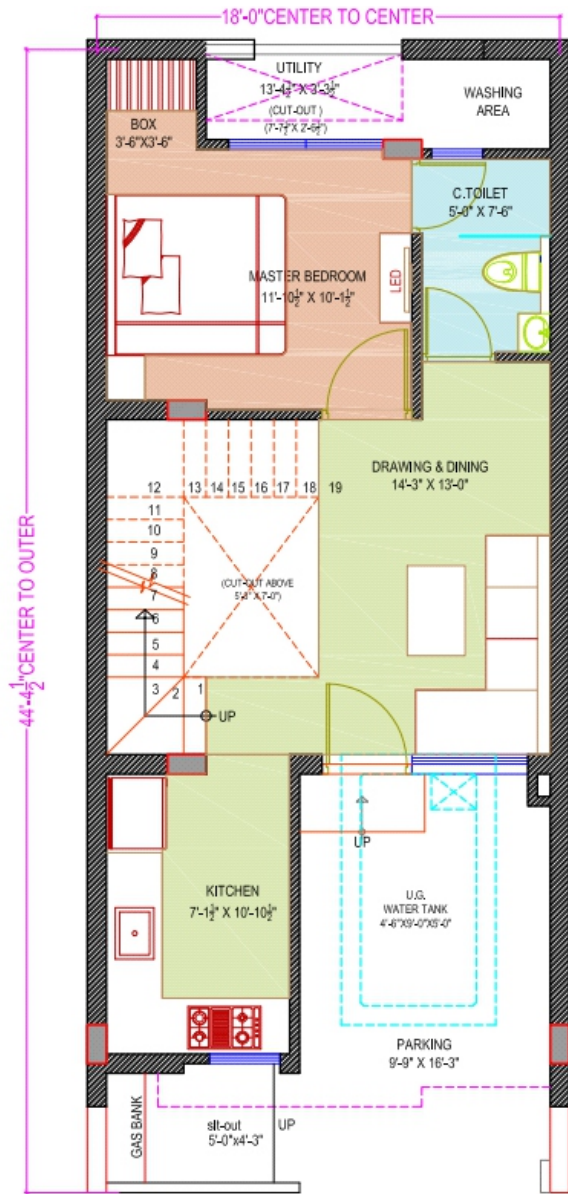 18'-0"CENTER TO CENTER
UTILITY
13'-4½" X 3'-3½"
(CUT-OUT )
(7'-7½" X 2'-6½")
WASHING
AREA
BOX
3'-6"X3'-6"
C.TOILET
5'-0" X 7'-6"
MASTER BEDROOM
11'-10½" X 10'-1½"
LED
DRAWING & DINING
14'-3" X 13'-0"
12 13 14 15 16 17 18 19
11
10
9
8
7
6
5
4
3 2 1
(CUT-OUT ABOVE
5'-8" X 7'-0")
UP
44'-4½"CENTER TO OUTER
UP
KITCHEN
7'-1½" X 10'-10½"
U.G.
WATER TANK
4'-6"X9'-0"X5'-0"
PARKING
9'-9" X 16'-3"
GAS BANK
sit-out
5'-0"x4'-3"
UP